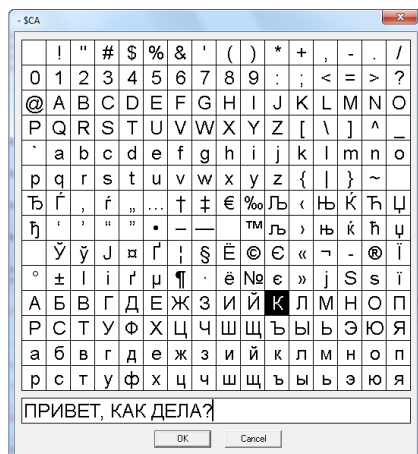 - $CA
! " # $ % & ' ( ) * + , - . /
0 1 2 3 4 5 6 7 8 9 : ; < = > ?
@ A B C D E F G H I J K L M N O
P Q R S T U V W X Y Z [ \ ] ^ _
` a b c d e f g h i j k l m n o
p q r s t u v w x y z { | } ~
Ђ Ѓ ‚ ѓ „ … † ‡ € ‰ Љ ‹ Њ Ќ Ћ Џ
ђ ‘ ’ “ ” • – — ™ љ › њ ќ ћ џ
Ў ў Ј ¤ Ґ ¦ § Ё © Є « ¬ - ® Ї
° ± І і ґ µ ¶ · ё № є » ј Ѕ ѕ ї
А Б В Г Д Е Ж З И Й К Л М Н О П
Р С Т У Ф Х Ц Ч Ш Щ Ъ Ы Ь Э Ю Я
а б в г д е ж з и й к л м н о п
р с т у ф х ц ч ш щ ъ ы ь э ю я
ПРИВЕТ, КАК ДЕЛА?
OK Cancel